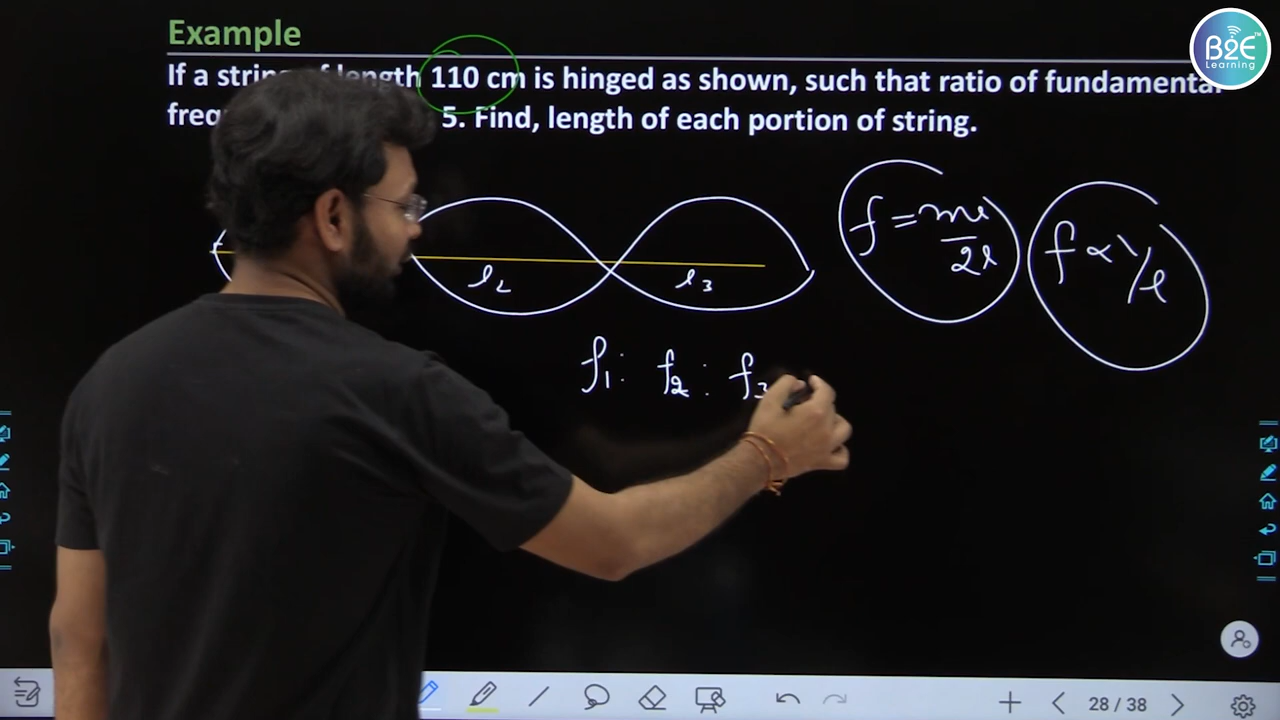 Example
B2E
Learning
If a string of length 110 cm is hinged as shown, such that ratio of fundamental
5. Find, length of each portion of string.
f = nv/2l
f ∝ 1/l
l₂
l₃
f₁ : f₂ : f₃
28 / 38